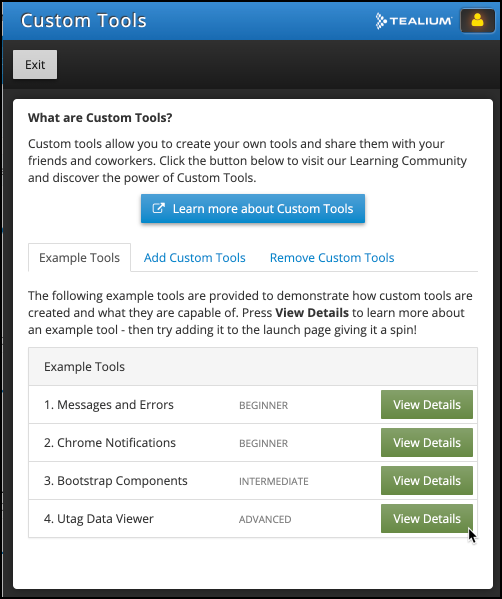 Custom Tools
TEALIUM
Exit
What are Custom Tools?
Custom tools allow you to create your own tools and share them with your
friends and coworkers. Click the button below to visit our Learning Community
and discover the power of Custom Tools.
Learn more about Custom Tools
Example Tools Add Custom Tools Remove Custom Tools
The following example tools are provided to demonstrate how custom tools are
created and what they are capable of. Press View Details to learn more about
an example tool - then try adding it to the launch page giving it a spin!
Example Tools
1. Messages and Errors BEGINNER View Details
2. Chrome Notifications BEGINNER View Details
3. Bootstrap Components INTERMEDIATE View Details
4. Utag Data Viewer ADVANCED View Details